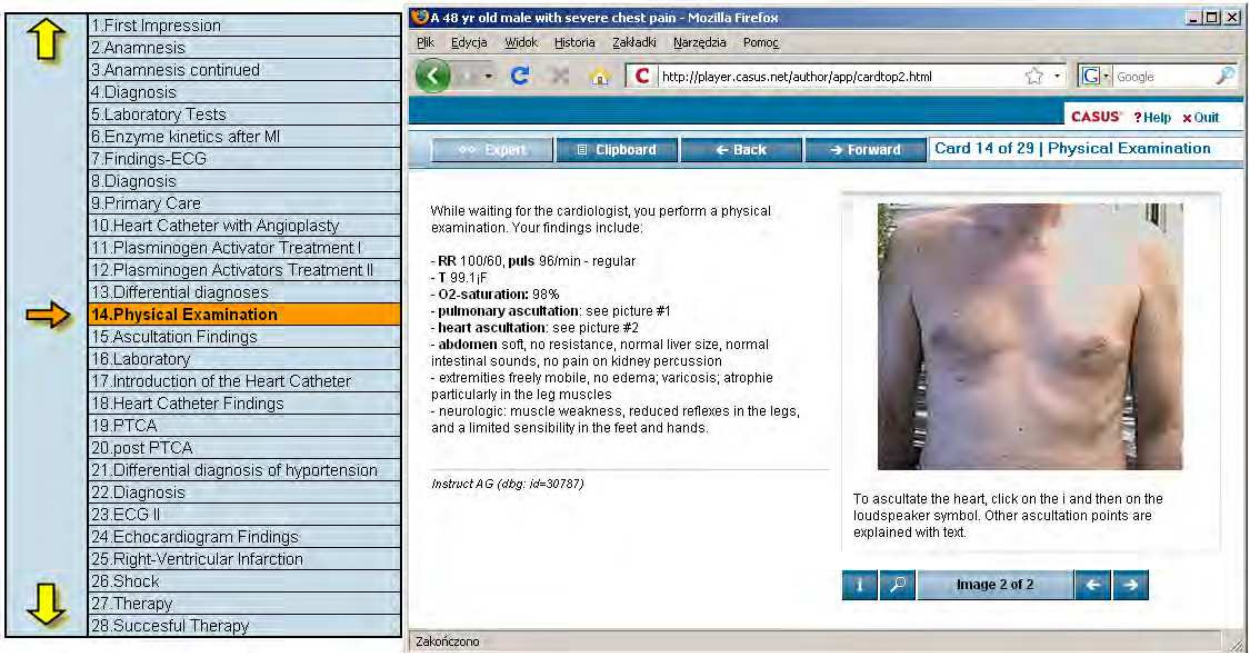 1.First Impression
2.Anamnesis
3.Anamnesis continued
4.Diagnosis
5.Laboratory Tests
6.Enzyme kinetics after MI
7.Findings-ECG
8.Diagnosis
9.Primary Care
10.Heart Catheter with Angioplasty
11.Plasminogen Activator Treatment I
12.Plasminogen Activators Treatment II
13.Differential diagnoses
14.Physical Examination
15.Ascultation Findings
16.Laboratory
17.Introduction of the Heart Catheter
18.Heart Catheter Findings
19.PTCA
20.post PTCA
21.Differential diagnosis of hyportension
22.Diagnosis
23.ECG II
24.Echocardiogram Findings
25.Right-Ventricular Infarction
26.Shock
27.Therapy
28.Succesful Therapy
A 48 yr old male with severe chest pain - Mozilla Firefox
Plik Edycja Widok Historia Zakładki Narzędzia Pomoc
C http://player.casus.net/author/app/cardtop2.html G Google
CASUS ? Help x Quit
Expert Clipboard ← Back → Forward Card 14 of 29 | Physical Examination
While waiting for the cardiologist, you perform a physical
examination. Your findings include:
- RR 100/60, puls 96/min - regular
- T 99.1¡F
- O2-saturation: 98%
- pulmonary ascultation: see picture #1
- heart ascultation: see picture #2
- abdomen soft, no resistance, normal liver size, normal
intestinal sounds, no pain on kidney percussion
- extremities freely mobile, no edema; varicosis; atrophie
particularly in the leg muscles
- neurologic: muscle weakness, reduced reflexes in the legs,
and a limited sensibility in the feet and hands.
Instruct AG (dbg: id=30787)
To ascultate the heart, click on the i and then on the
loudspeaker symbol. Other ascultation points are
explained with text.
i Image 2 of 2 ← →
Zakończono